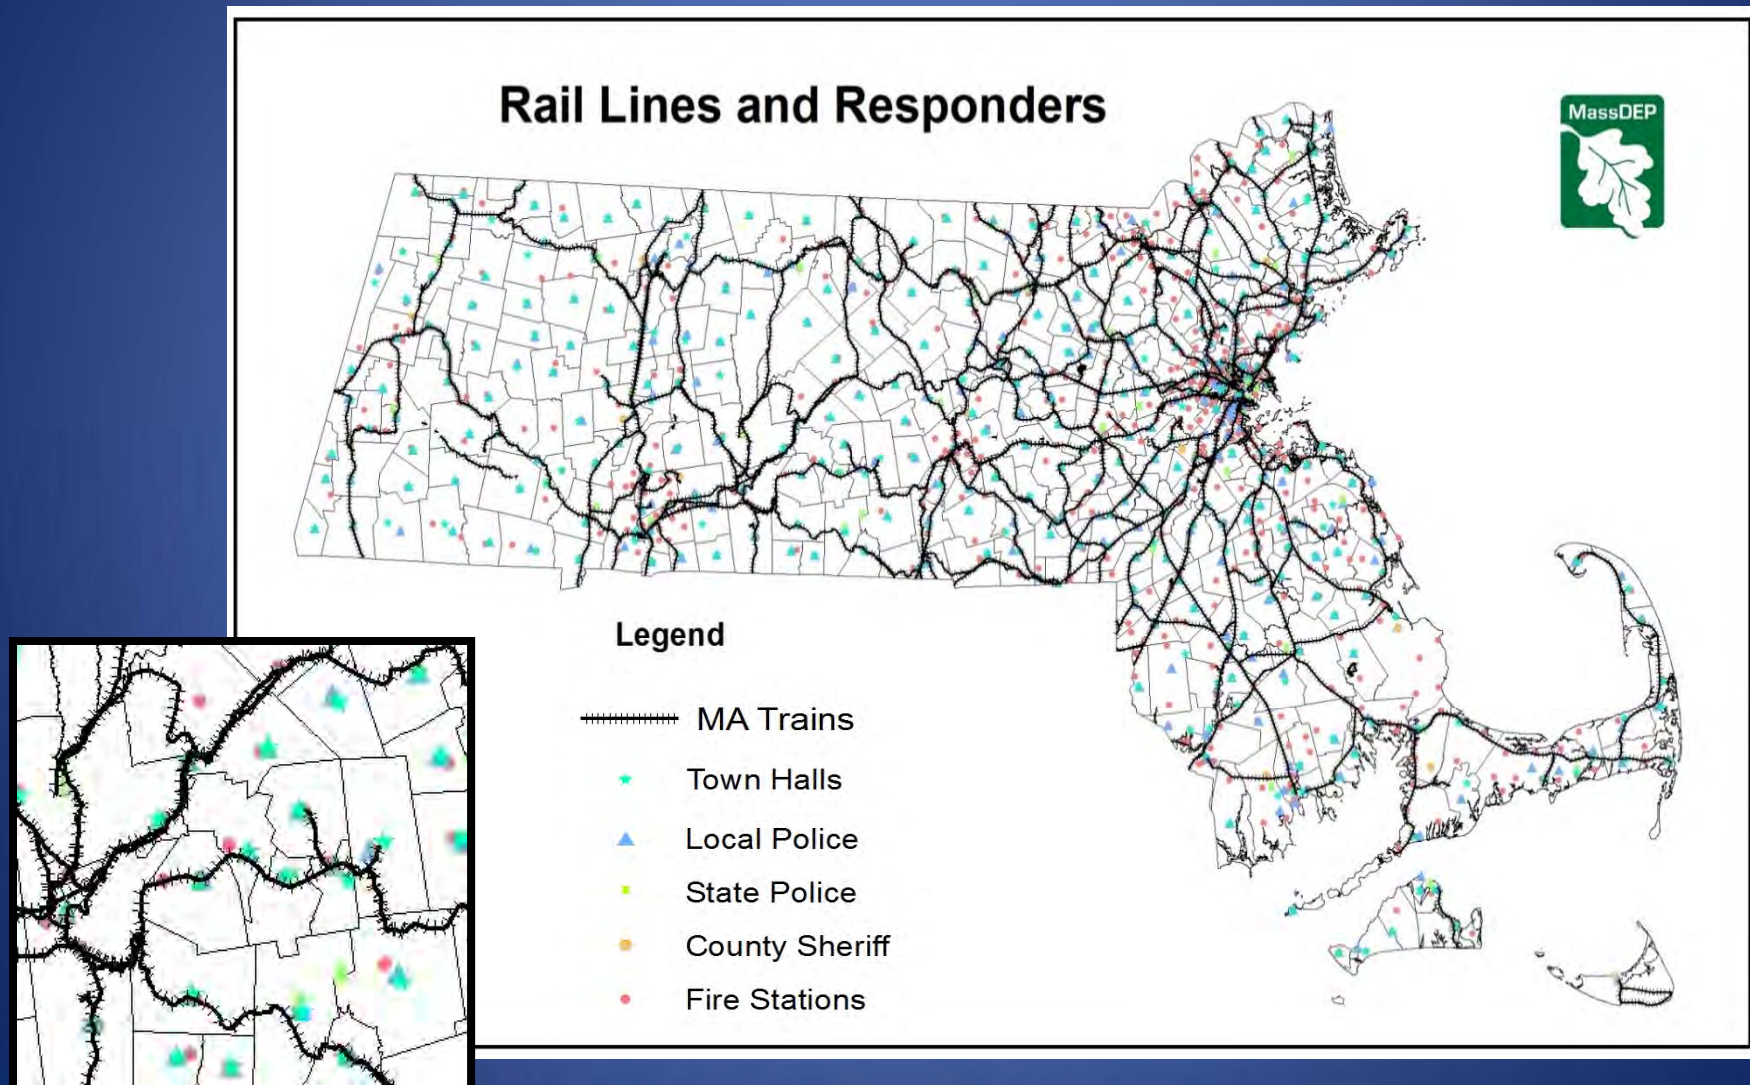 Rail Lines and Responders
MassDEP
Legend
MA Trains
Town Halls
Local Police
State Police
County Sheriff
Fire Stations